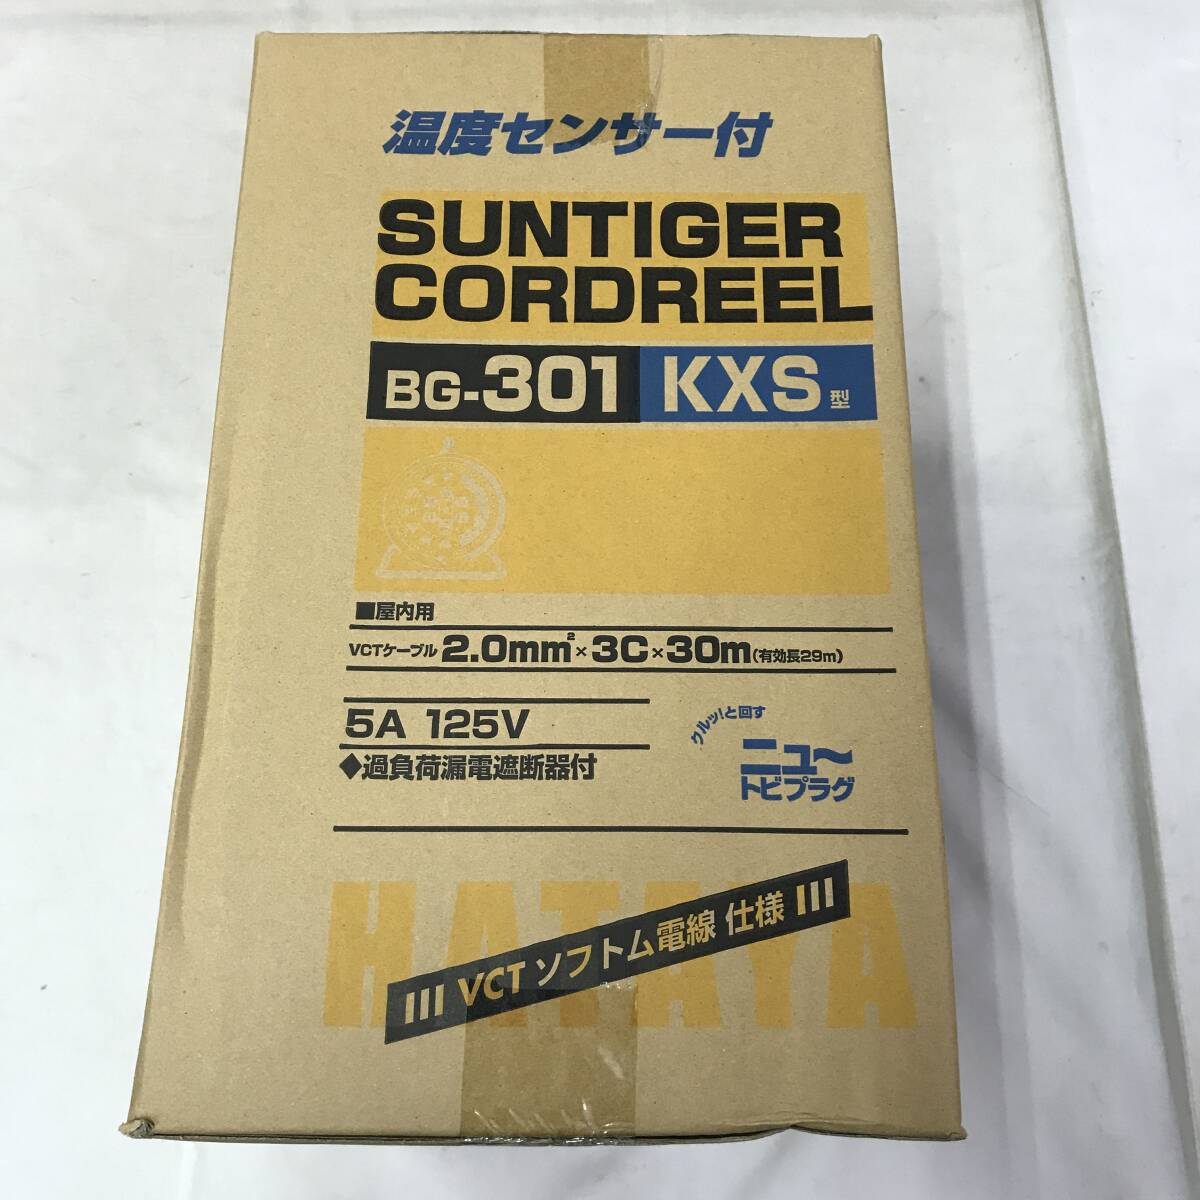 温度センサー付
SUNTIGER
CORDREEL
BG-301 KXS型
■屋内用
VCTケーブル 2.0mm²×3C×30m(有効長29m)
5A 125V
◆過負荷漏電遮断器付
クルッ!と回す
ニュ〜
トビプラグ
HATAYA
VCT ソフトム電線 仕様